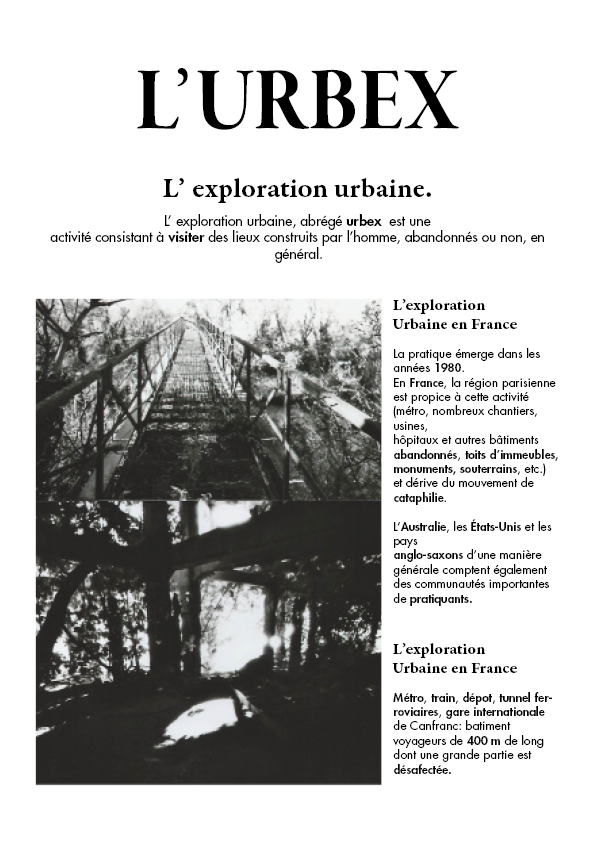 L'URBEX
L' exploration urbaine.
L' exploration urbaine, abrégé urbex est une
activité consistant à visiter des lieux construits par l'homme, abandonnés ou non, en
général.
L'exploration
Urbaine en France
La pratique émerge dans les
années 1980.
En France, la région parisienne
est propice à cette activité
(métro, nombreux chantiers,
usines,
hôpitaux et autres bâtiments
abandonnés, toits d'immeubles,
monuments, souterrains, etc.)
et dérive du mouvement de
cataphilie.
L'Australie, les États-Unis et les
pays
anglo-saxons d'une manière
générale comptent également
des communautés importantes
de pratiquants.
L'exploration
Urbaine en France
Métro, train, dépot, tunnel fer-
roviaires, gare internationale
de Canfranc: batiment
voyageurs de 400 m de long
dont une grande partie est
désafectée.